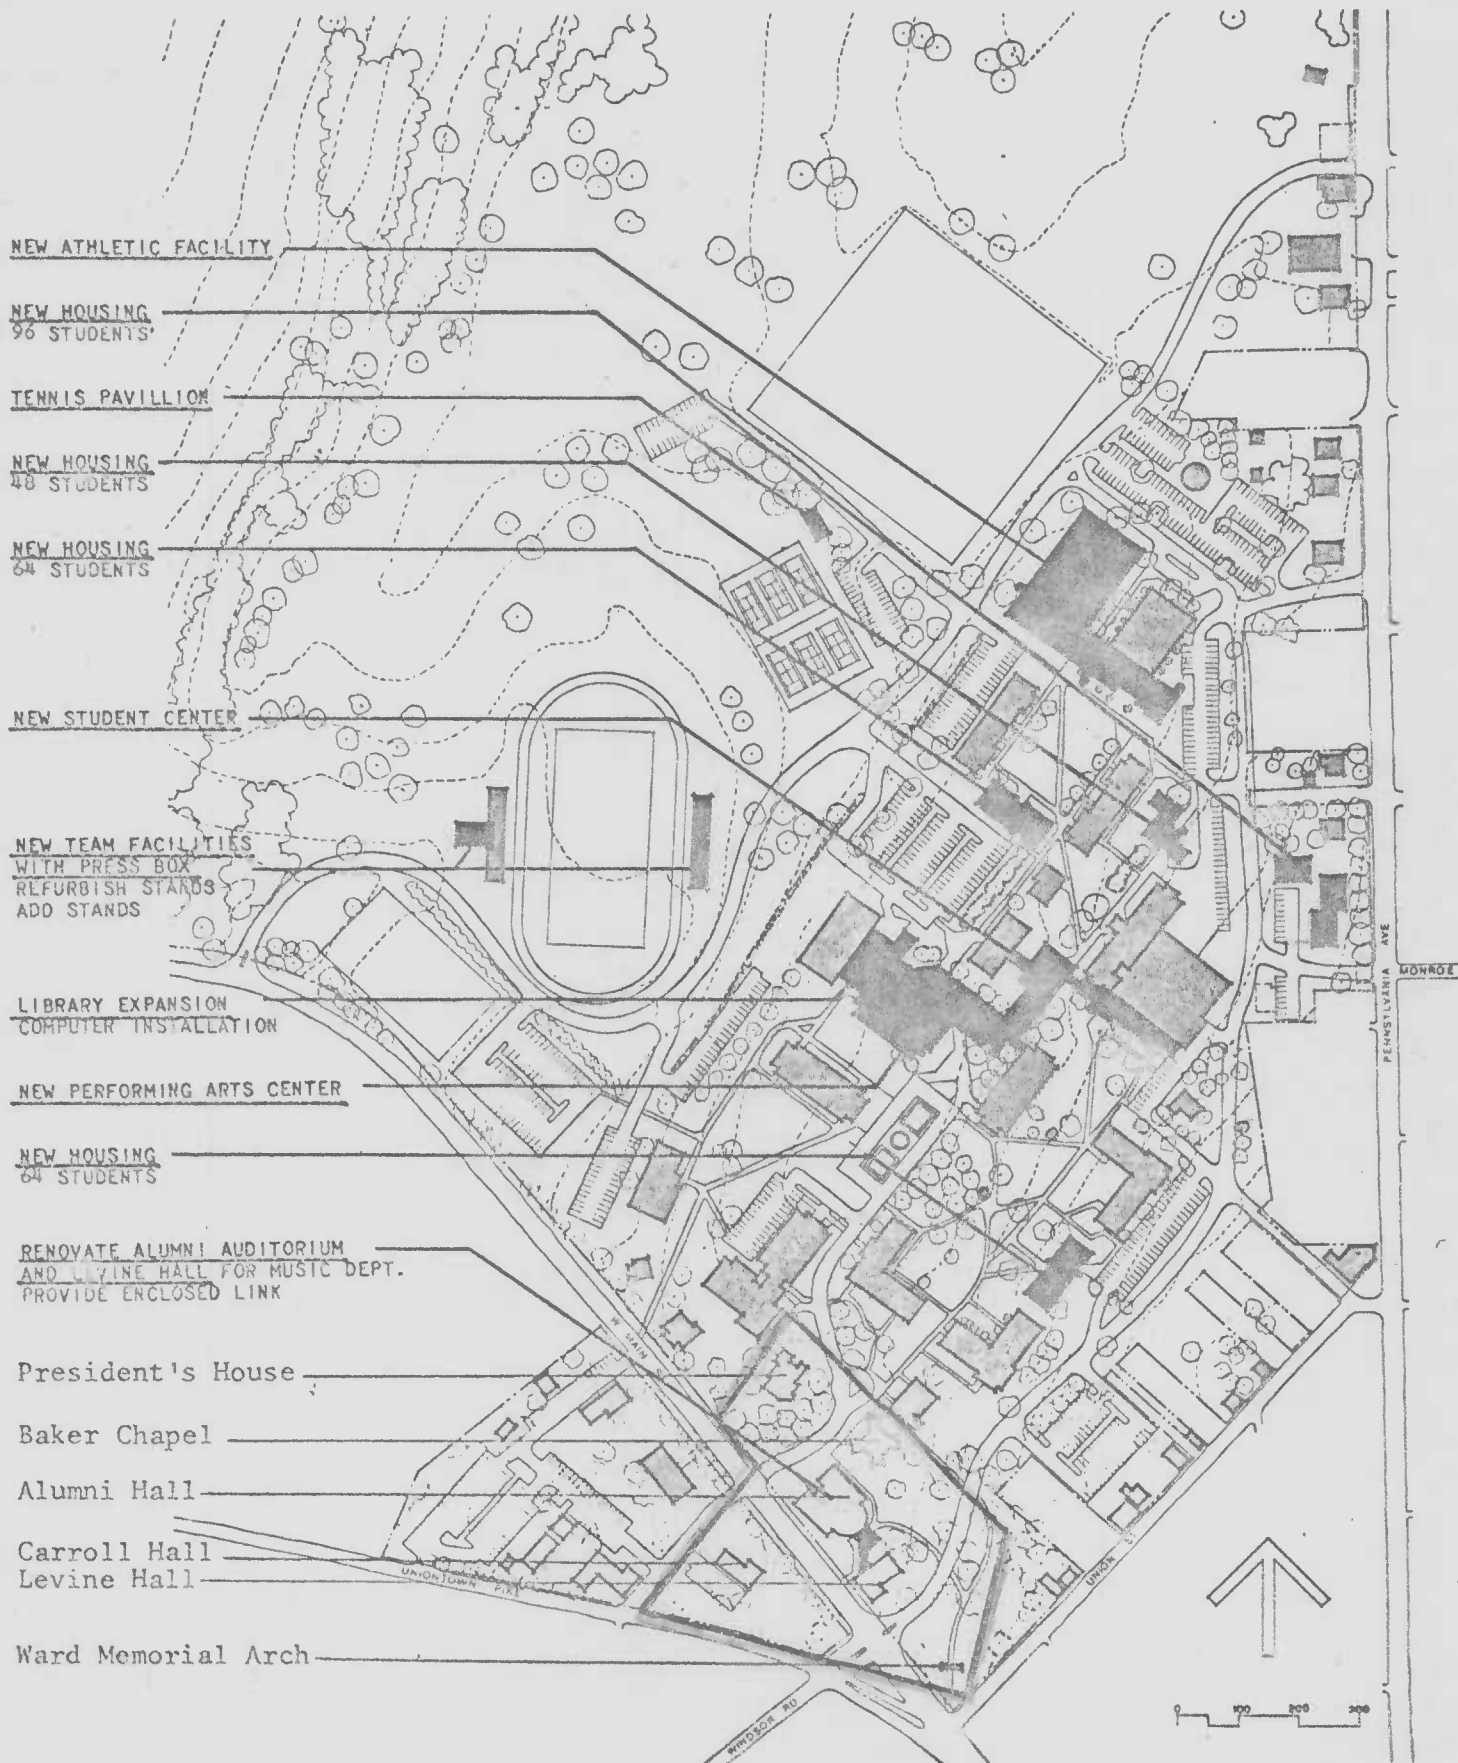 NEW ATHLETIC FACILITY
NEW HOUSING
96 STUDENTS
TENNIS PAVILLION
NEW HOUSING
48 STUDENTS
NEW HOUSING
64 STUDENTS
NEW STUDENT CENTER
NEW TEAM FACILITIES
WITH PRESS BOX
REFURBISH STANDS
ADD STANDS
LIBRARY EXPANSION
COMPUTER INSTALLATION
NEW PERFORMING ARTS CENTER
NEW HOUSING
64 STUDENTS
RENOVATE ALUMNI AUDITORIUM
AND LEVINE HALL FOR MUSIC DEPT.
PROVIDE ENCLOSED LINK
President's House
Baker Chapel
Alumni Hall
Carroll Hall
Levine Hall
Ward Memorial Arch
PENNSYLVANIA AVE
MONROE
W MAIN
UNIONTOWN PIKE
UNION
WINDSOR RD
0 100 200 300